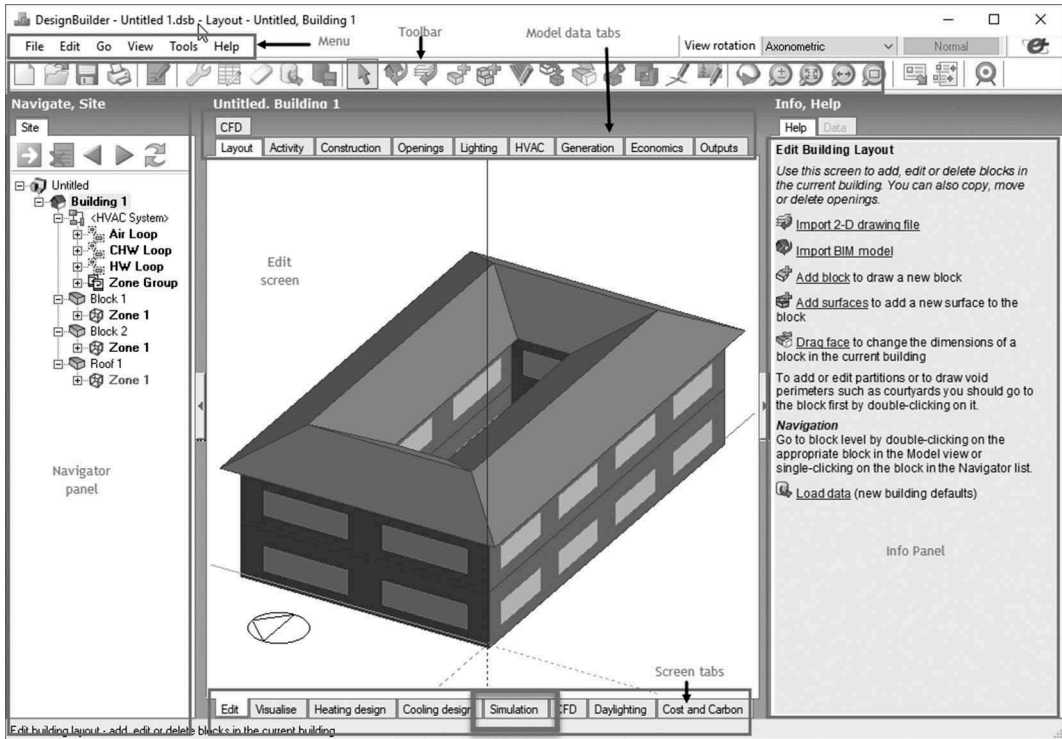 DesignBuilder - Untitled 1.dsb - Layout - Untitled, Building 1
File Edit Go View Tools Help
Menu
Toolbar
Model data tabs
View rotation Axonometric Normal
Navigate, Site
Site
Untitled
Building 1
<HVAC System>
Air Loop
CHW Loop
HW Loop
Zone Group
Block 1
Zone 1
Block 2
Zone 1
Roof 1
Zone 1
Navigator
panel
Untitled. Building 1
CFD
Layout Activity Construction Openings Lighting HVAC Generation Economics Outputs
Edit
screen
Screen tabs
Edit Visualise Heating design Cooling design Simulation CFD Daylighting Cost and Carbon
Info, Help
Help Data
Edit Building Layout
Use this screen to add, edit or delete blocks in
the current building. You can also copy, move
or delete openings.
Import 2-D drawing file
Import BIM model
Add block to draw a new block
Add surfaces to add a new surface to the
block
Drag face to change the dimensions of a
block in the current building
To add or edit partitions or to draw void
perimeters such as courtyards you should go to
the block first by double-clicking on it.
Navigation
Go to block level by double-clicking on the
appropriate block in the Model view or
single-clicking on the block in the Navigator list.
Load data (new building defaults)
Info Panel
Edit building layout - add, edit or delete blocks in the current building